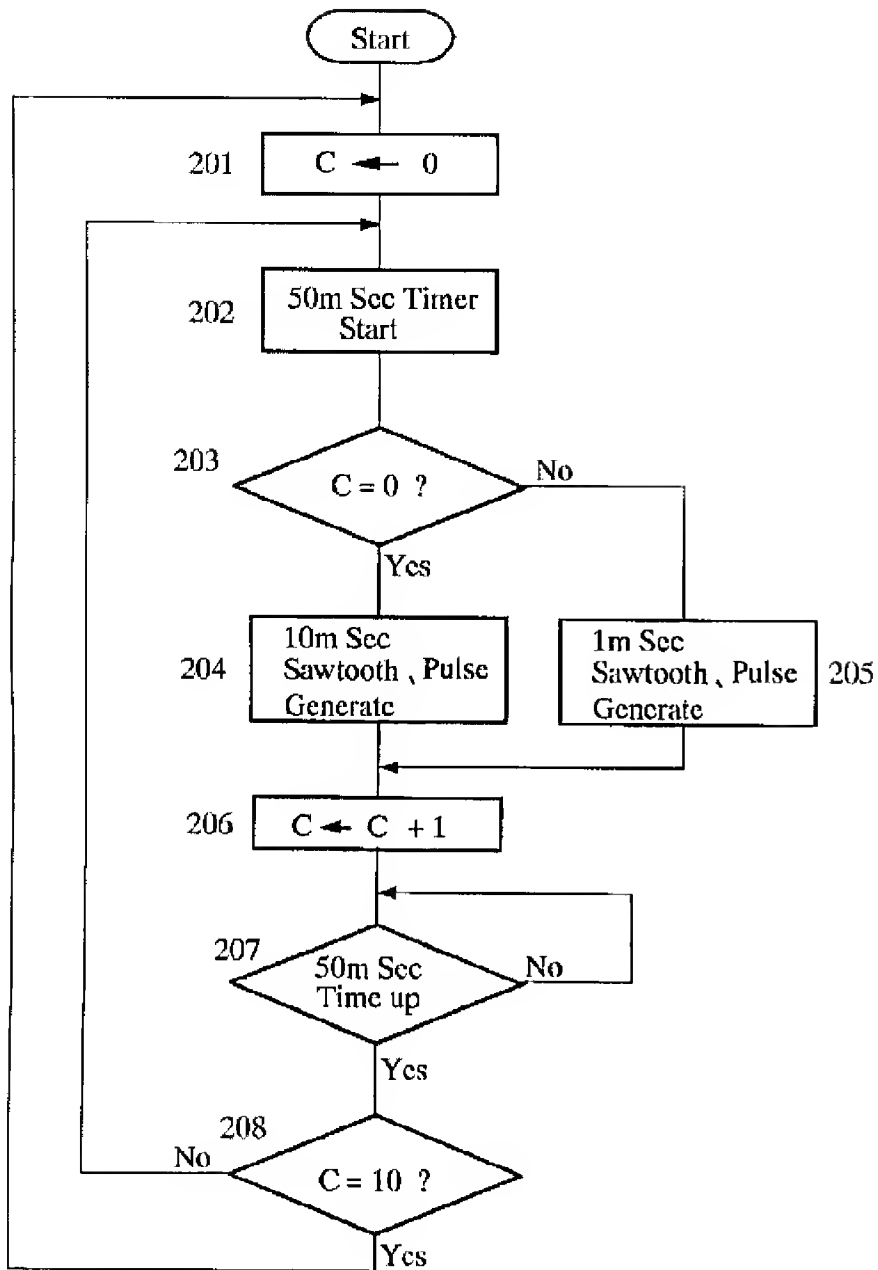 Start
201
C ← 0
202
50m Sec Timer
Start
203
C = 0 ?
No
Yes
204
10m Sec
Sawtooth、Pulse
Generate
1m Sec
Sawtooth、Pulse
Generate
205
206
C ← C + 1
207
50m Sec
Time up
No
Yes
208
No
C = 10 ?
Yes